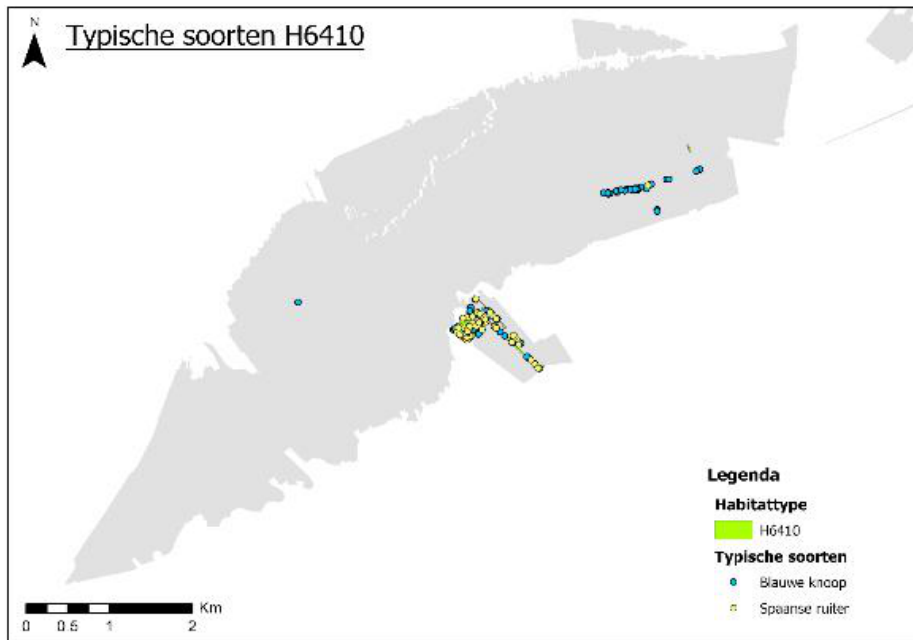 N
Typische soorten H6410
Legenda
Habitattype
H6410
Typische soorten
Blauwe knoop
Spaanse ruiter
Km
0 0.5 1 2